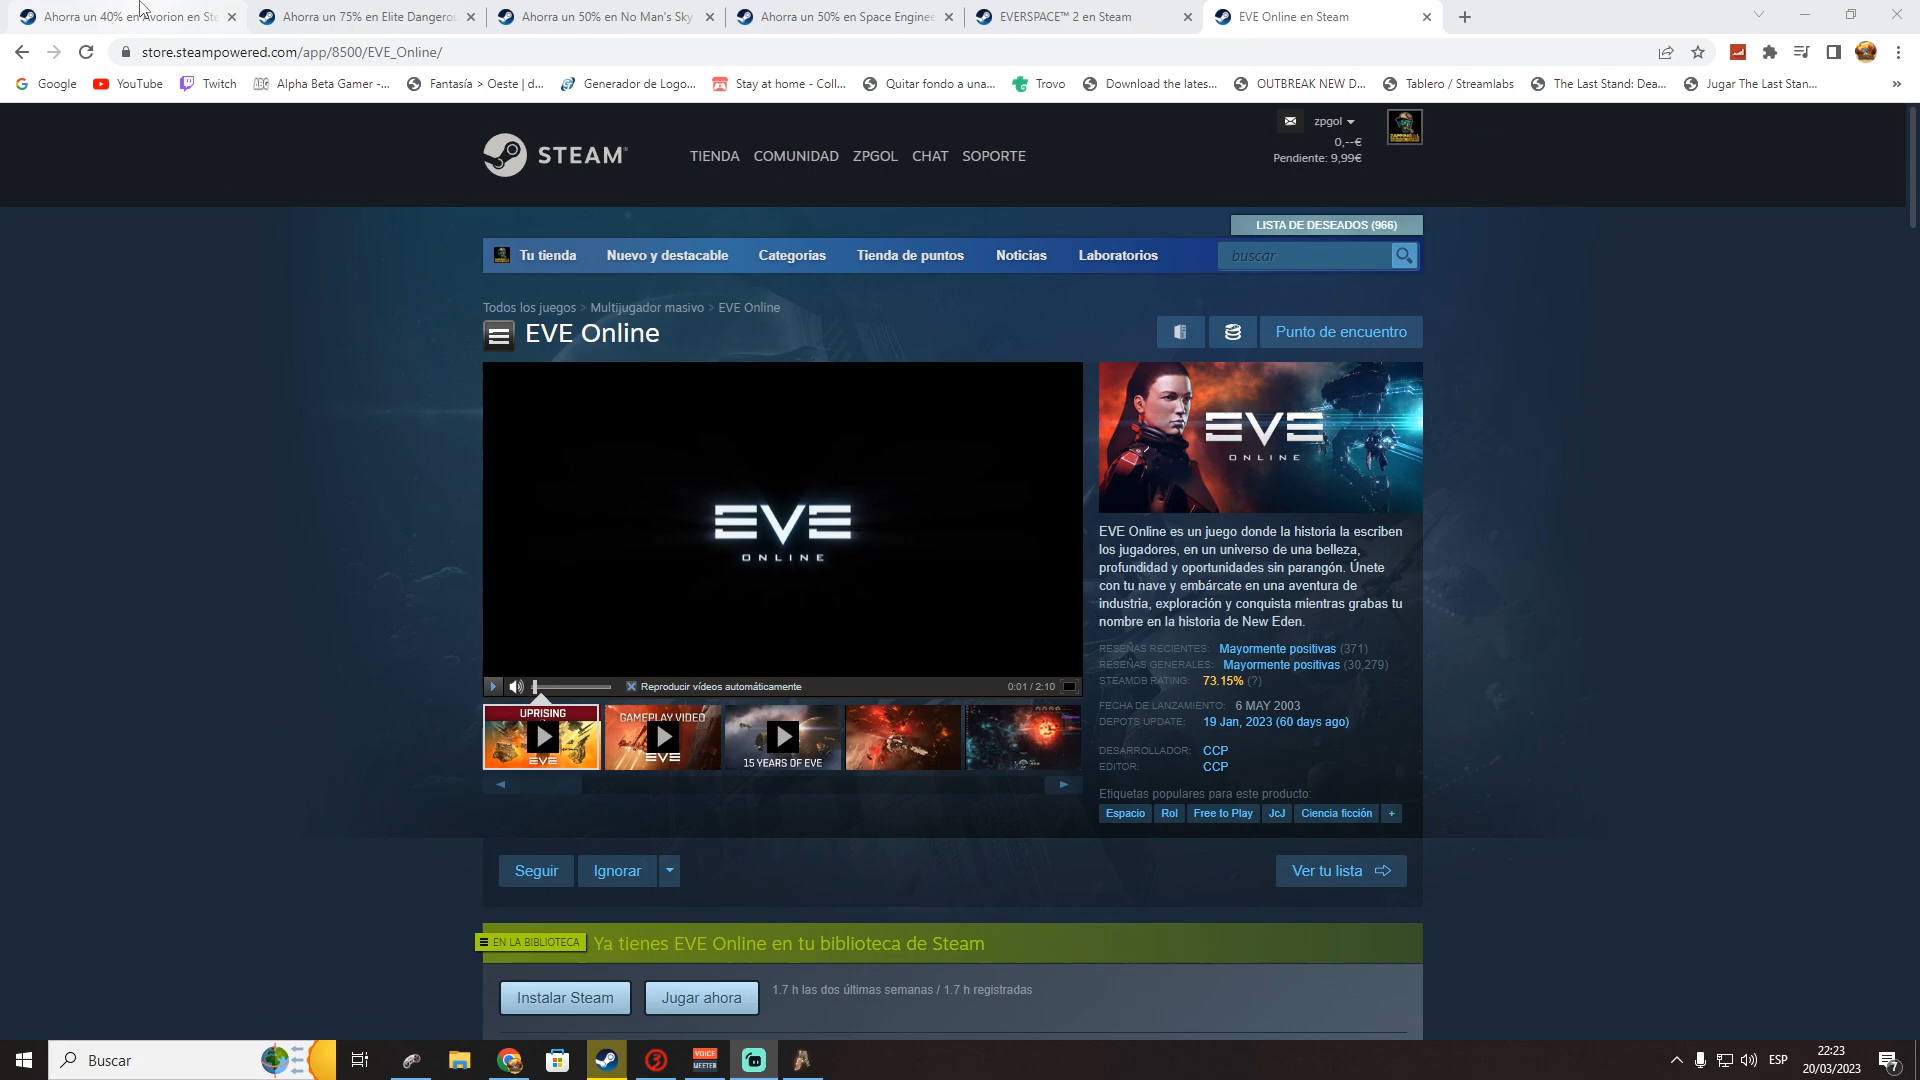 Ahorra un 40% en Avorion en Ste
Ahorra un 75% en Elite Dangerou
Ahorra un 50% en No Man's Sky
Ahorra un 50% en Space Enginee
EVERSPACE™ 2 en Steam
EVE Online en Steam
store.steampowered.com/app/8500/EVE_Online/
Google
YouTube
Twitch
Alpha Beta Gamer -...
Fantasía > Oeste | d...
Generador de Logo...
Stay at home - Coll...
Quitar fondo a una...
Trovo
Download the lates...
OUTBREAK NEW D...
Tablero / Streamlabs
The Last Stand: Dea...
Jugar The Last Stan...
»
STEAM®
TIENDA COMUNIDAD ZPGOL CHAT SOPORTE
zpgol
0,--€
Pendiente: 9,99€
LISTA DE DESEADOS (966)
Tu tienda
Nuevo y destacable
Categorías
Tienda de puntos
Noticias
Laboratorios
buscar
Todos los juegos > Multijugador masivo > EVE Online
EVE Online
Punto de encuentro
EVE
ONLINE
EVE
ONLINE
EVE Online es un juego donde la historia la escriben
los jugadores, en un universo de una belleza,
profundidad y oportunidades sin parangón. Únete
con tu nave y embárcate en una aventura de
industria, exploración y conquista mientras grabas tu
nombre en la historia de New Eden.
RESEÑAS RECIENTES: Mayormente positivas (371)
RESEÑAS GENERALES: Mayormente positivas (30,279)
STEAMDB RATING: 73.15% (?)
FECHA DE LANZAMIENTO: 6 MAY 2003
DEPOTS UPDATE: 19 Jan, 2023 (60 days ago)
DESARROLLADOR: CCP
EDITOR: CCP
Etiquetas populares para este producto:
Espacio Rol Free to Play JcJ Ciencia ficción +
Reproducir vídeos automáticamente
0:01 / 2:10
UPRISING
EVE
GAMEPLAY VIDEO
EVE
15 YEARS OF EVE
Seguir
Ignorar
Ver tu lista
EN LA BIBLIOTECA
Ya tienes EVE Online en tu biblioteca de Steam
Instalar Steam
Jugar ahora
1.7 h las dos últimas semanas / 1.7 h registradas
Buscar
VOICE
MEETER
ESP
22:23
20/03/2023
7